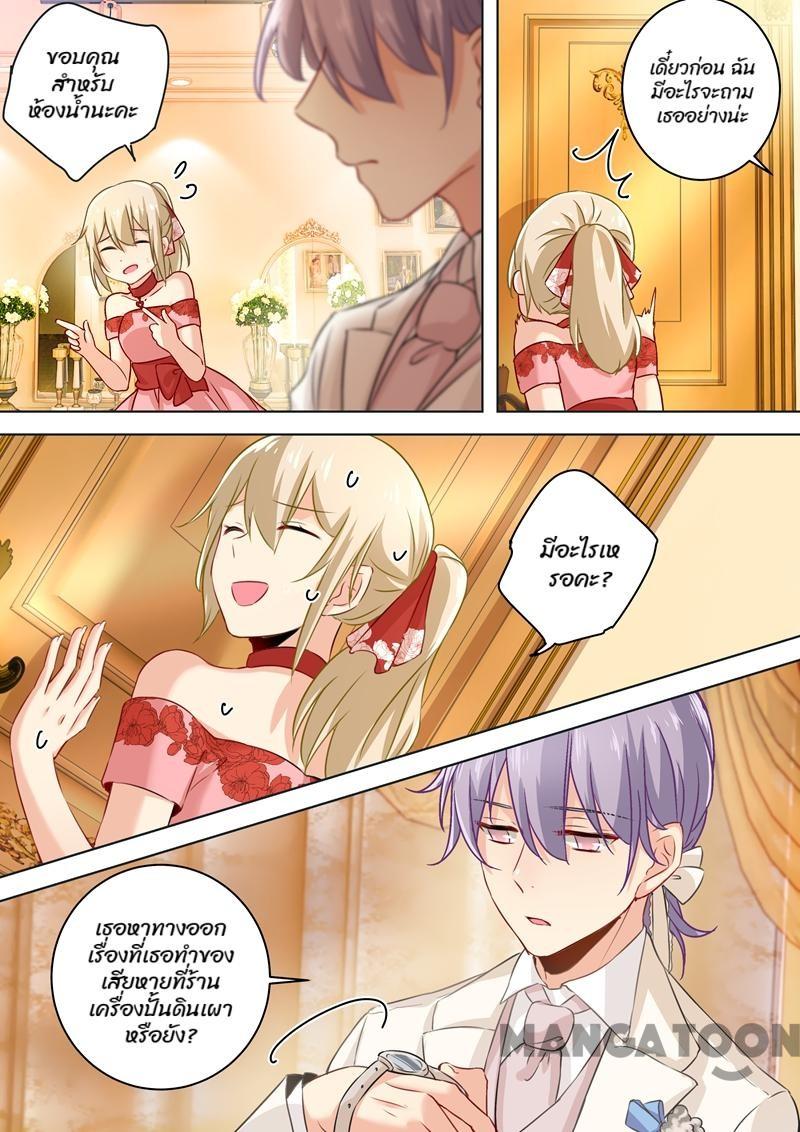 ขอบคุณ
สำหรับ
ห้องน้ำนะคะ
เดี๋ยวก่อน ฉัน
มีอะไรจะถาม
เธออย่างน่ะ
มีอะไรเห
รอคะ?
เธอหาทางออก
เรื่องที่เธอทำของ
เสียหายที่ร้าน
เครื่องปั้นดินเผา
หรือยัง?
MANGATOON